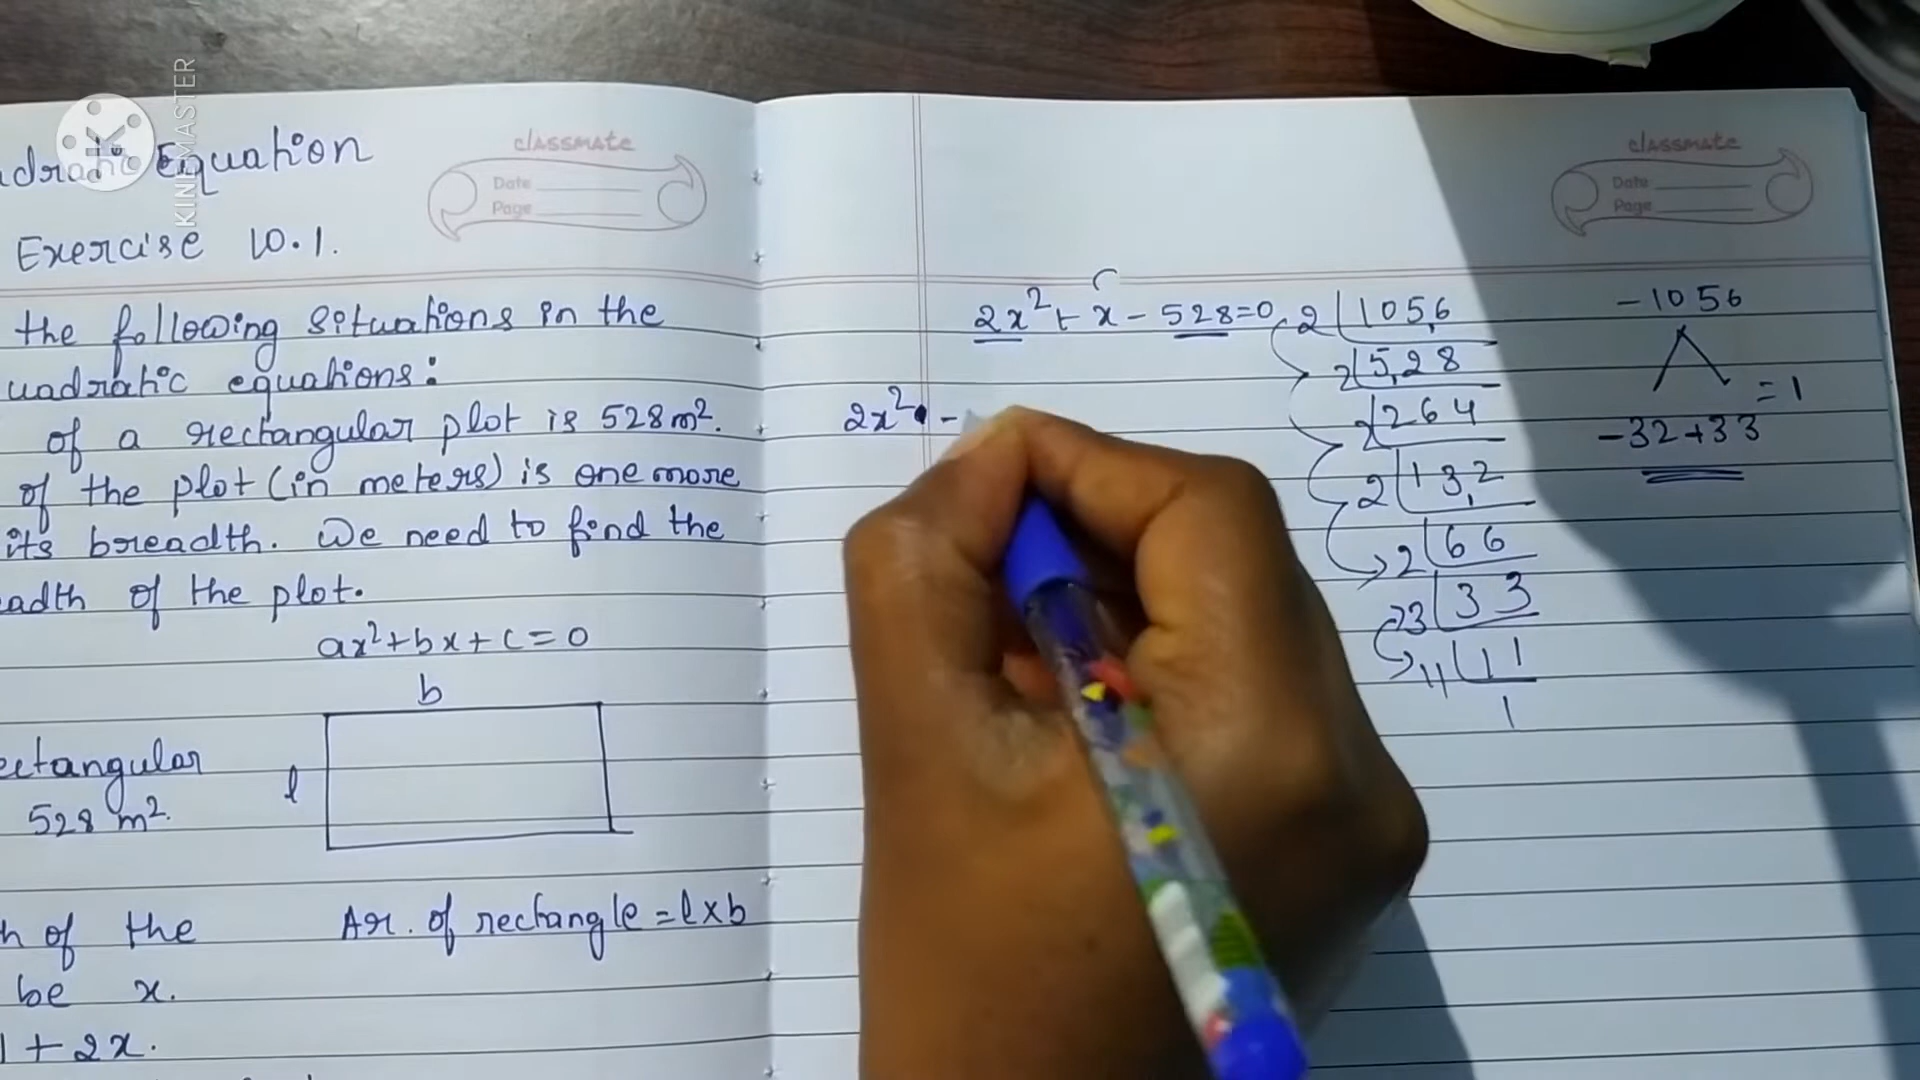 KINEMASTER
Equation
classmate
Date
Page
Exercise 10.1.
the following situations in the
uadratic equations:
of a rectangular plot is 528m².
of the plot (in meters) is one more
its breadth. We need to find the
eadth of the plot.
ax²+bx+c=0
b
ectangular
528 m².
l
h of the
Ar. of rectangle = l×b
be x.
1+2x.
classmate
Date
Page
2x²+x-528=0
2x² -
2 | 1056
2 | 528
2 | 264
2 | 132
2 | 66
3 | 33
11 | 11
1
-1056
= 1
-32+33